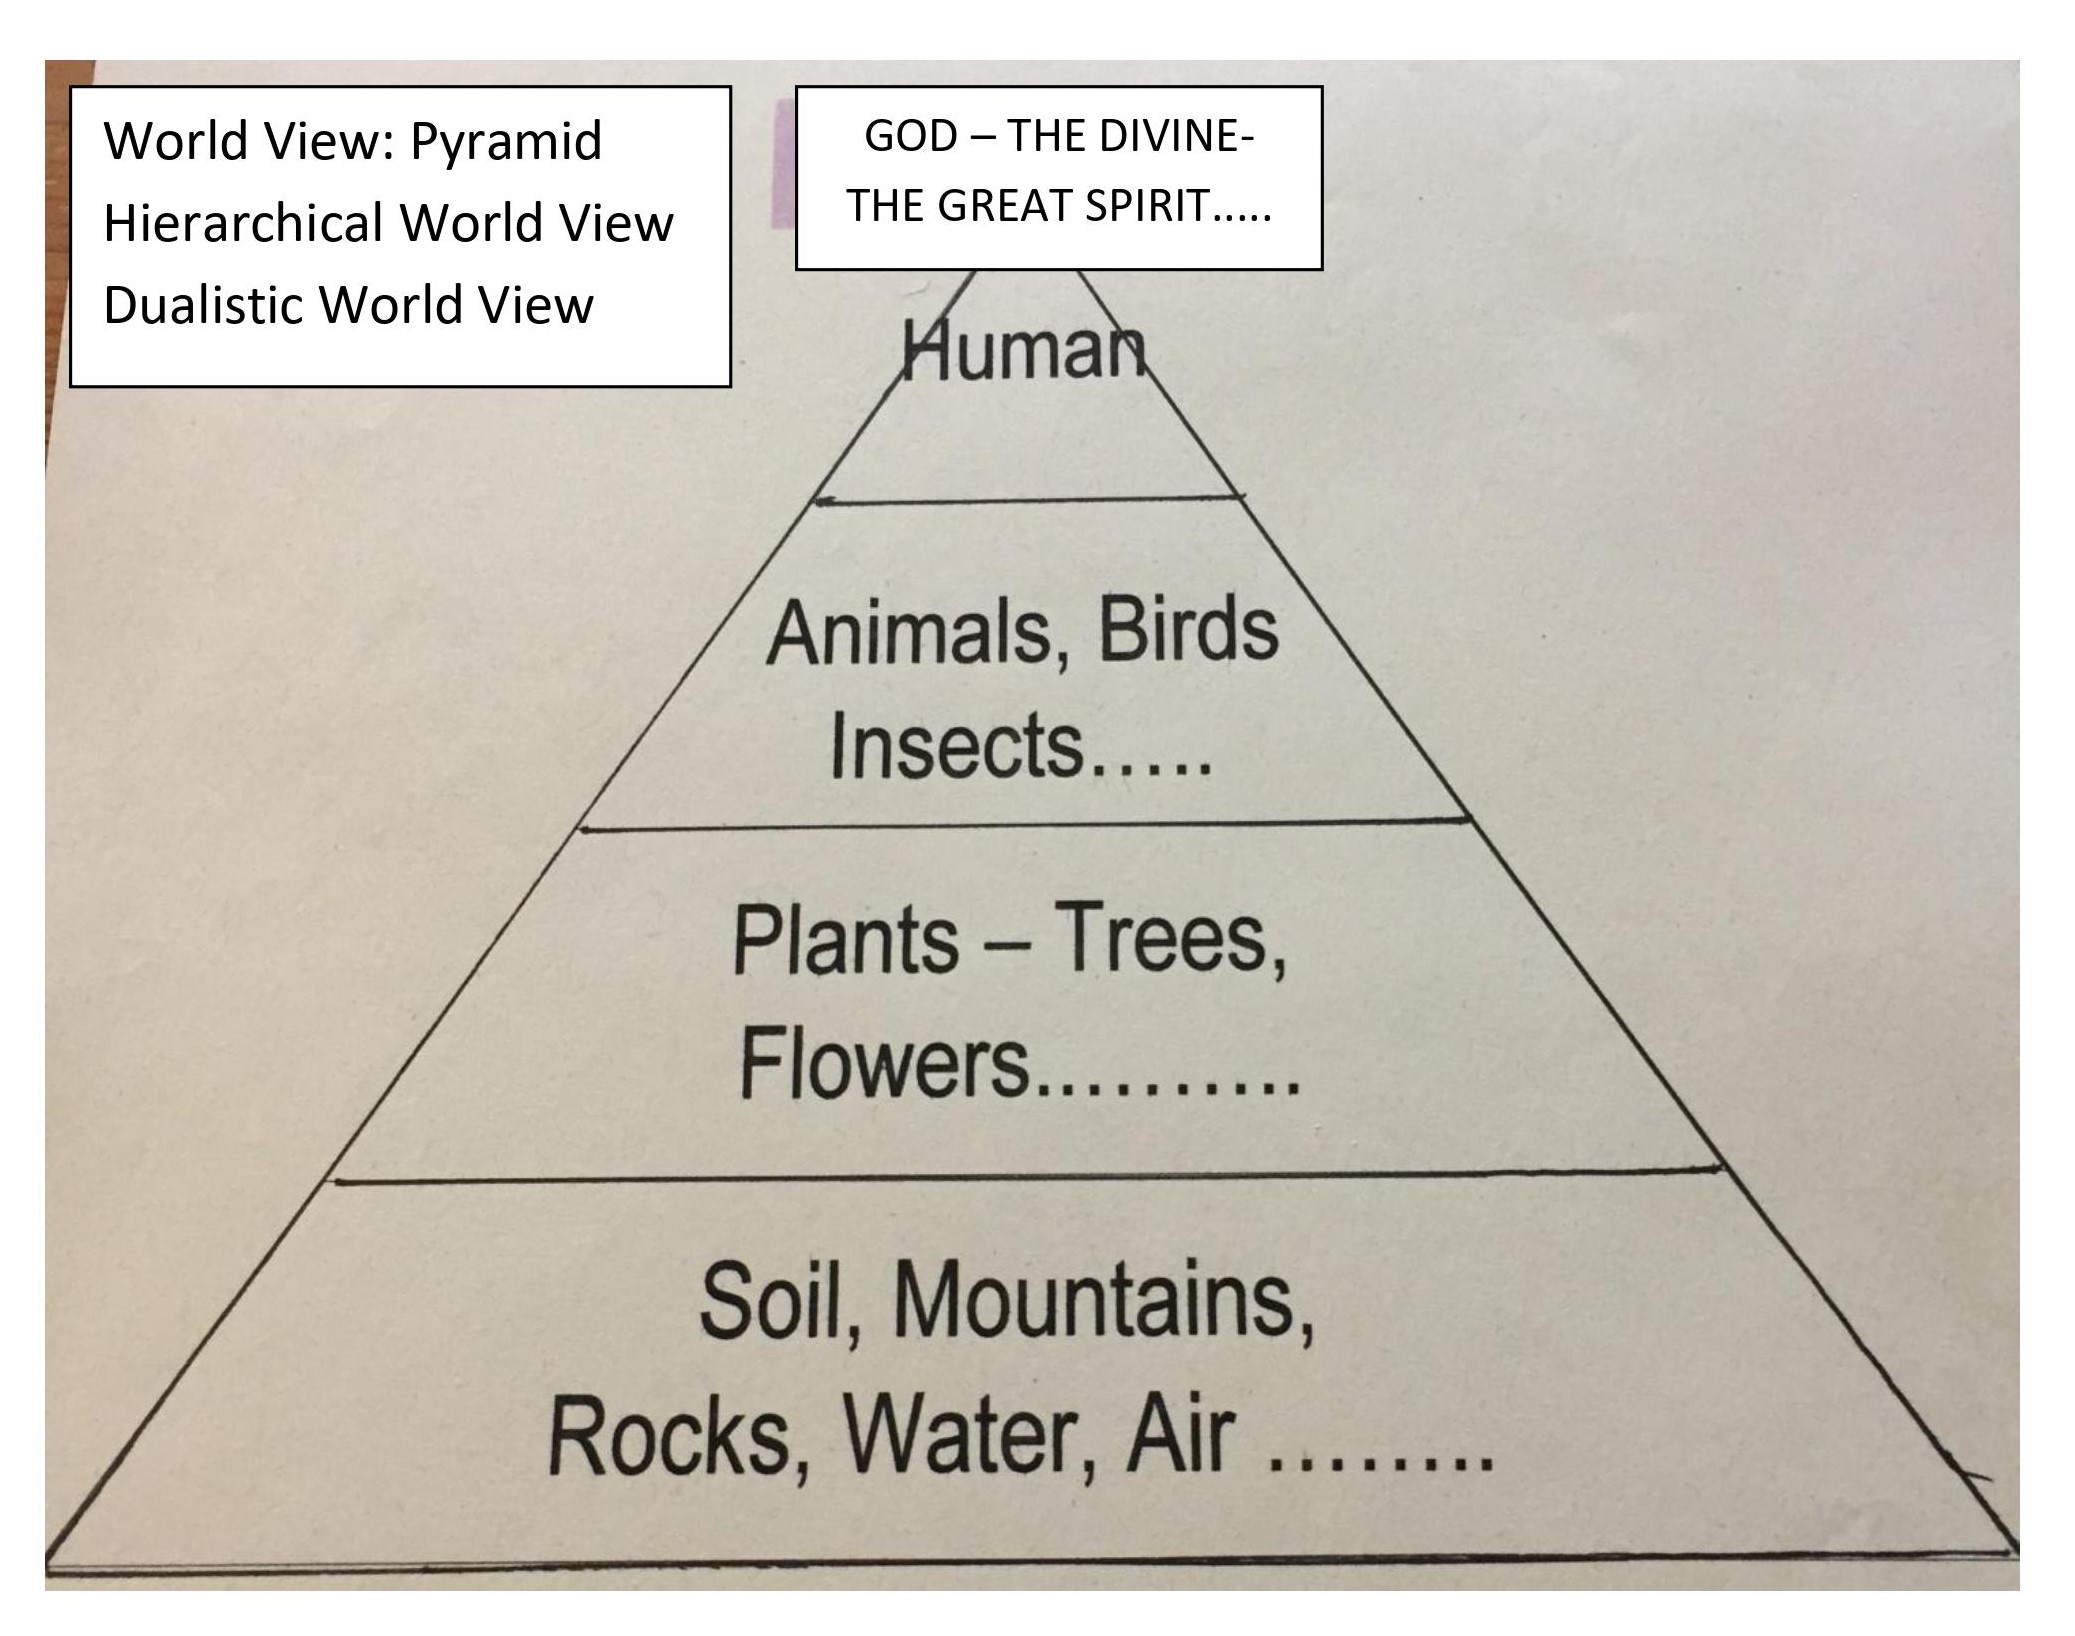 World View: Pyramid
Hierarchical World View
Dualistic World View
GOD – THE DIVINE-
THE GREAT SPIRIT.....
Human
Animals, Birds
Insects.....
Plants – Trees,
Flowers..........
Soil, Mountains,
Rocks, Water, Air ........